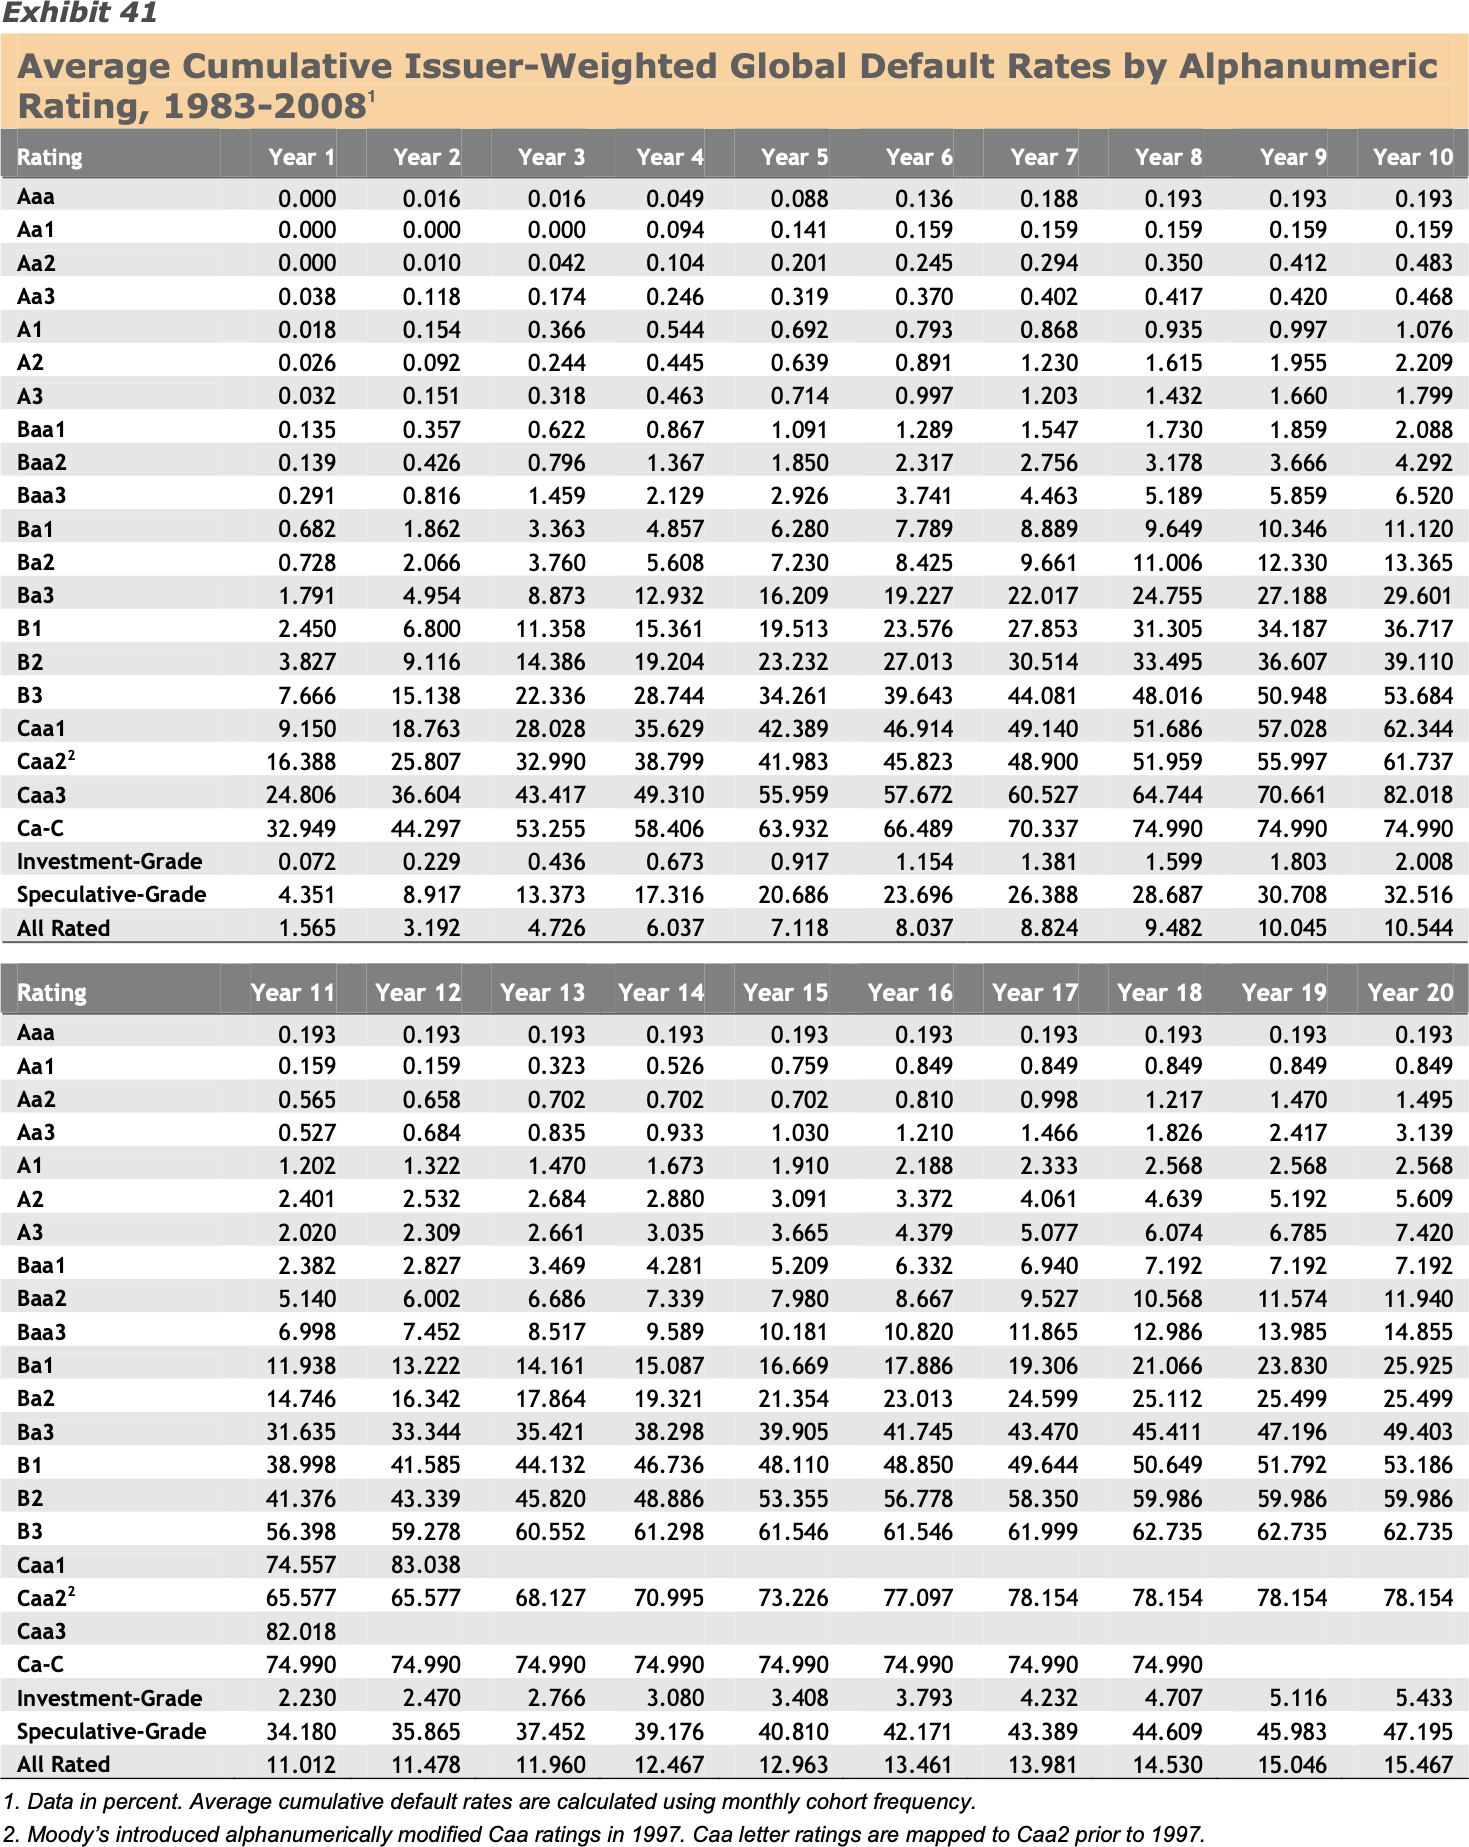 Exhibit 41
Average Cumulative Issuer-Weighted Global Default Rates by Alphanumeric
Rating, 1983-2008¹
Rating Year 1 Year 2 Year 3 Year 4 Year 5 Year 6 Year 7 Year 8 Year 9 Year 10
Aaa 0.000 0.016 0.016 0.049 0.088 0.136 0.188 0.193 0.193 0.193
Aa1 0.000 0.000 0.000 0.094 0.141 0.159 0.159 0.159 0.159 0.159
Aa2 0.000 0.010 0.042 0.104 0.201 0.245 0.294 0.350 0.412 0.483
Aa3 0.038 0.118 0.174 0.246 0.319 0.370 0.402 0.417 0.420 0.468
A1 0.018 0.154 0.366 0.544 0.692 0.793 0.868 0.935 0.997 1.076
A2 0.026 0.092 0.244 0.445 0.639 0.891 1.230 1.615 1.955 2.209
A3 0.032 0.151 0.318 0.463 0.714 0.997 1.203 1.432 1.660 1.799
Baa1 0.135 0.357 0.622 0.867 1.091 1.289 1.547 1.730 1.859 2.088
Baa2 0.139 0.426 0.796 1.367 1.850 2.317 2.756 3.178 3.666 4.292
Baa3 0.291 0.816 1.459 2.129 2.926 3.741 4.463 5.189 5.859 6.520
Ba1 0.682 1.862 3.363 4.857 6.280 7.789 8.889 9.649 10.346 11.120
Ba2 0.728 2.066 3.760 5.608 7.230 8.425 9.661 11.006 12.330 13.365
Ba3 1.791 4.954 8.873 12.932 16.209 19.227 22.017 24.755 27.188 29.601
B1 2.450 6.800 11.358 15.361 19.513 23.576 27.853 31.305 34.187 36.717
B2 3.827 9.116 14.386 19.204 23.232 27.013 30.514 33.495 36.607 39.110
B3 7.666 15.138 22.336 28.744 34.261 39.643 44.081 48.016 50.948 53.684
Caa1 9.150 18.763 28.028 35.629 42.389 46.914 49.140 51.686 57.028 62.344
Caa2² 16.388 25.807 32.990 38.799 41.983 45.823 48.900 51.959 55.997 61.737
Caa3 24.806 36.604 43.417 49.310 55.959 57.672 60.527 64.744 70.661 82.018
Ca-C 32.949 44.297 53.255 58.406 63.932 66.489 70.337 74.990 74.990 74.990
Investment-Grade 0.072 0.229 0.436 0.673 0.917 1.154 1.381 1.599 1.803 2.008
Speculative-Grade 4.351 8.917 13.373 17.316 20.686 23.696 26.388 28.687 30.708 32.516
All Rated 1.565 3.192 4.726 6.037 7.118 8.037 8.824 9.482 10.045 10.544
Rating Year 11 Year 12 Year 13 Year 14 Year 15 Year 16 Year 17 Year 18 Year 19 Year 20
Aaa 0.193 0.193 0.193 0.193 0.193 0.193 0.193 0.193 0.193 0.193
Aa1 0.159 0.159 0.323 0.526 0.759 0.849 0.849 0.849 0.849 0.849
Aa2 0.565 0.658 0.702 0.702 0.702 0.810 0.998 1.217 1.470 1.495
Aa3 0.527 0.684 0.835 0.933 1.030 1.210 1.466 1.826 2.417 3.139
A1 1.202 1.322 1.470 1.673 1.910 2.188 2.333 2.568 2.568 2.568
A2 2.401 2.532 2.684 2.880 3.091 3.372 4.061 4.639 5.192 5.609
A3 2.020 2.309 2.661 3.035 3.665 4.379 5.077 6.074 6.785 7.420
Baa1 2.382 2.827 3.469 4.281 5.209 6.332 6.940 7.192 7.192 7.192
Baa2 5.140 6.002 6.686 7.339 7.980 8.667 9.527 10.568 11.574 11.940
Baa3 6.998 7.452 8.517 9.589 10.181 10.820 11.865 12.986 13.985 14.855
Ba1 11.938 13.222 14.161 15.087 16.669 17.886 19.306 21.066 23.830 25.925
Ba2 14.746 16.342 17.864 19.321 21.354 23.013 24.599 25.112 25.499 25.499
Ba3 31.635 33.344 35.421 38.298 39.905 41.745 43.470 45.411 47.196 49.403
B1 38.998 41.585 44.132 46.736 48.110 48.850 49.644 50.649 51.792 53.186
B2 41.376 43.339 45.820 48.886 53.355 56.778 58.350 59.986 59.986 59.986
B3 56.398 59.278 60.552 61.298 61.546 61.546 61.999 62.735 62.735 62.735
Caa1 74.557 83.038
Caa2² 65.577 65.577 68.127 70.995 73.226 77.097 78.154 78.154 78.154 78.154
Caa3 82.018
Ca-C 74.990 74.990 74.990 74.990 74.990 74.990 74.990 74.990
Investment-Grade 2.230 2.470 2.766 3.080 3.408 3.793 4.232 4.707 5.116 5.433
Speculative-Grade 34.180 35.865 37.452 39.176 40.810 42.171 43.389 44.609 45.983 47.195
All Rated 11.012 11.478 11.960 12.467 12.963 13.461 13.981 14.530 15.046 15.467
1. Data in percent. Average cumulative default rates are calculated using monthly cohort frequency.
2. Moody's introduced alphanumerically modified Caa ratings in 1997. Caa letter ratings are mapped to Caa2 prior to 1997.